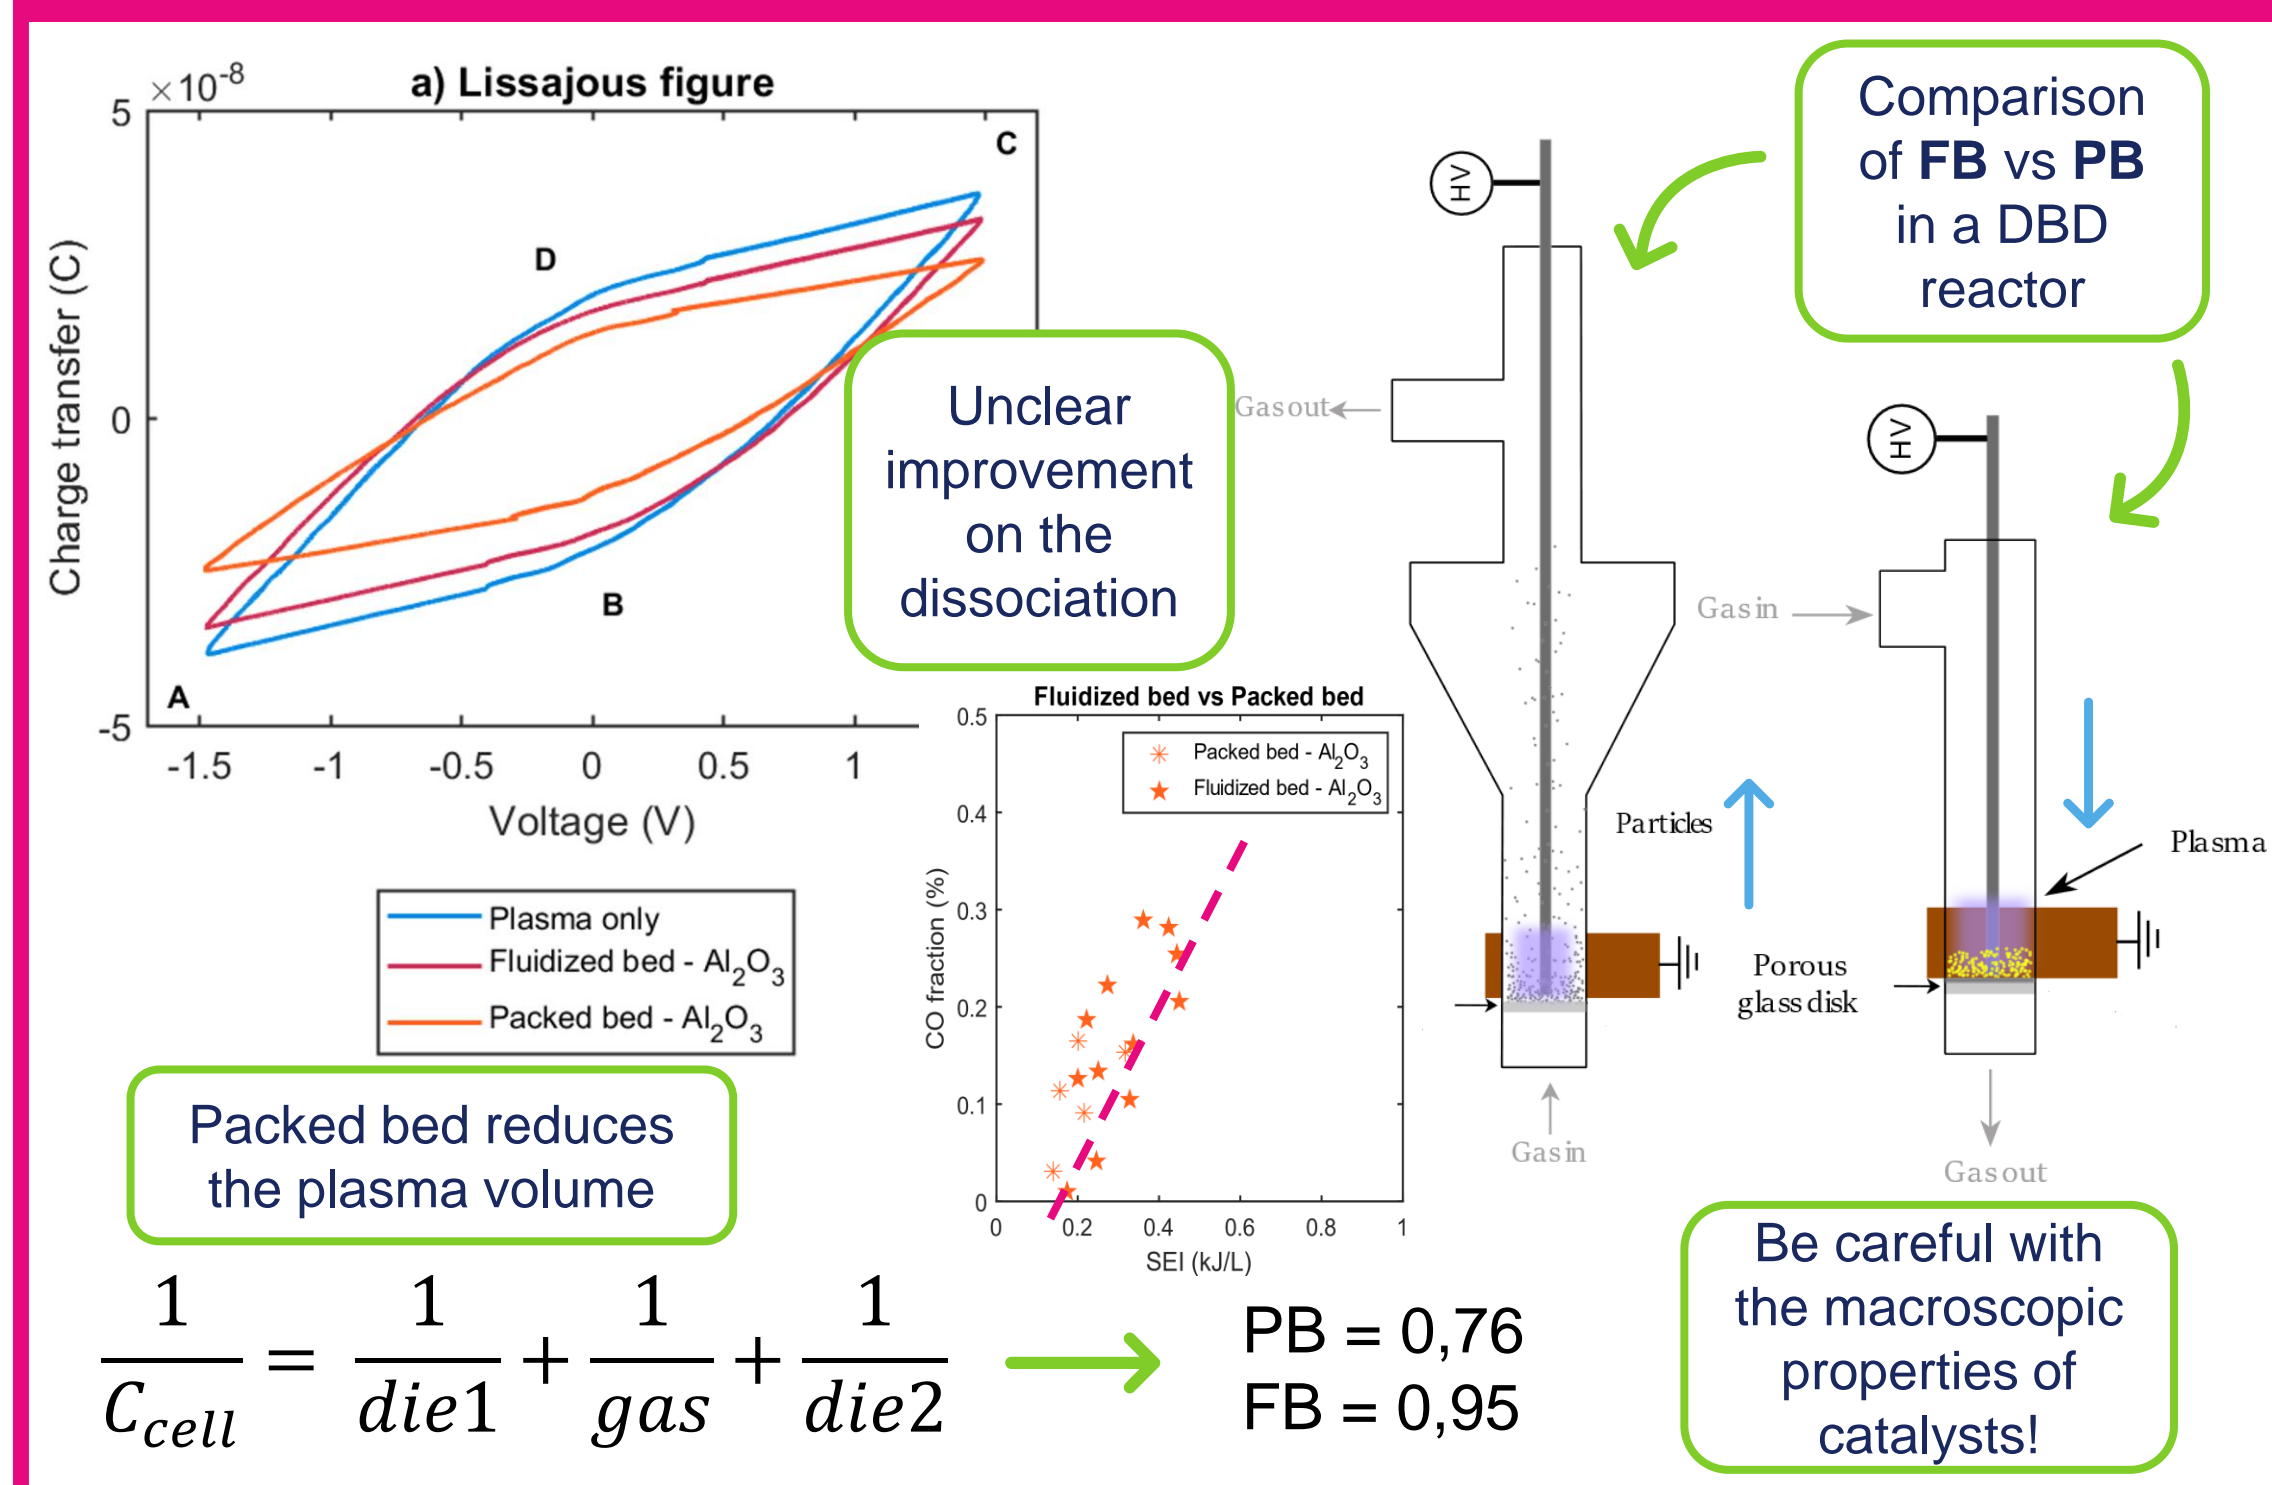 a) Lissajous figure
×10⁻⁸
5
0
-5
Charge transfer (C)
A
B
C
D
-1.5
-1
-0.5
0
0.5
1
Voltage (V)
Plasma only
Fluidized bed - Al₂O₃
Packed bed - Al₂O₃
Unclear
improvement
on the
dissociation
Comparison
of FB vs PB
in a DBD
reactor
HV
Gas out
Particles
Gas in
HV
Gas in
Plasma
Porous
glass disk
Gas out
Fluidized bed vs Packed bed
Packed bed - Al₂O₃
Fluidized bed - Al₂O₃
0.5
0.4
0.3
0.2
0.1
0
CO fraction (%)
0
0.2
0.4
0.6
0.8
1
SEI (kJ/L)
Packed bed reduces
the plasma volume
1/C_cell = 1/die1 + 1/gas + 1/die2
PB = 0,76
FB = 0,95
Be careful with
the macroscopic
properties of
catalysts!